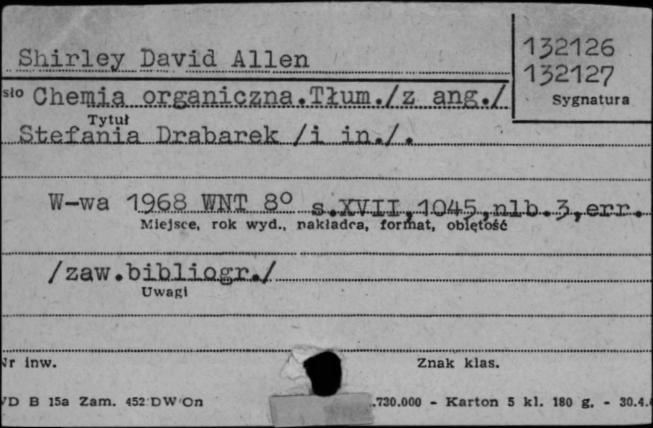 Shirley David Allen
132126
132127
Sygnatura
sło Chemia organiczna.Tłum./z ang./
Tytuł
Stefania Drabarek /i in./.
W-wa 1968 WNT 8º s.XVII,1045,nlb.3,err.
Miejsce, rok wyd., nakładca, format, objętość
/zaw.bibliogr./
Uwagi
Nr inw.
Znak klas.
B 15a Zam. 452 DW On
.730.000 - Karton 5 kl. 180 g. - 30.4.